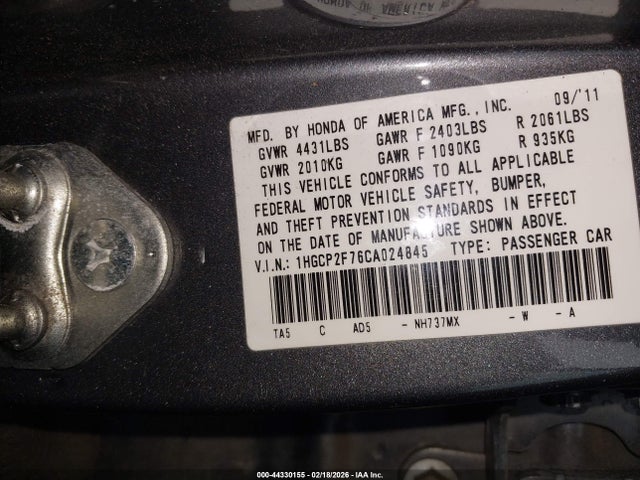 MFD. BY HONDA OF AMERICA MFG., INC. 09/'11
GVWR 4431LBS GAWR F 2403LBS R 2061LBS
GVWR 2010KG GAWR F 1090KG R 935KG
THIS VEHICLE CONFORMS TO ALL APPLICABLE
FEDERAL MOTOR VEHICLE SAFETY, BUMPER,
AND THEFT PREVENTION STANDARDS IN EFFECT
ON THE DATE OF MANUFACTURE SHOWN ABOVE.
V.I.N.: 1HGCP2F76CA024845 TYPE: PASSENGER CAR
TA5 C AD5 - NH737MX - W - A
000-44330155 - 02/18/2026 - IAA Inc.